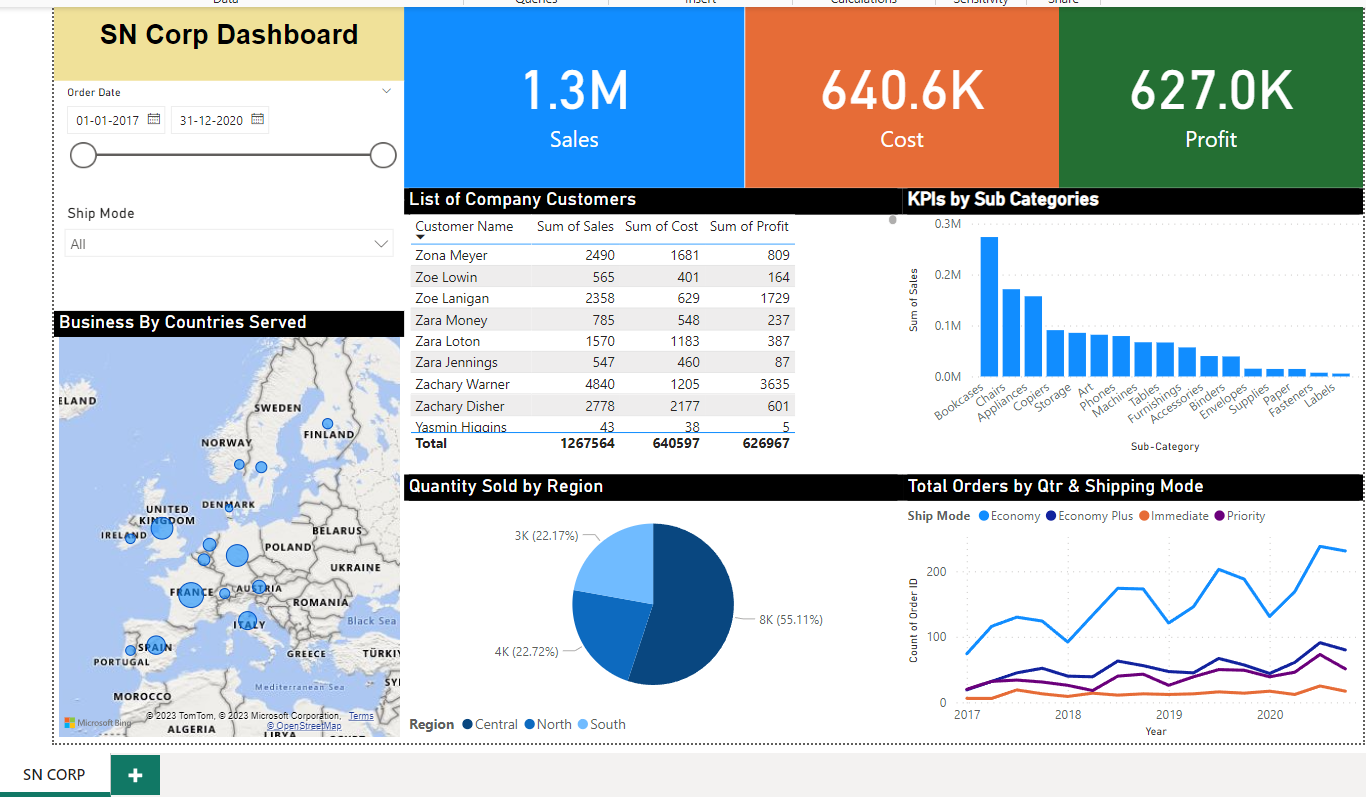 Data
Queries
Insert
Calculations
Sensitivity
Share
SN Corp Dashboard
Order Date
01-01-2017
31-12-2020
Ship Mode
All
1.3M
Sales
640.6K
Cost
627.0K
Profit
List of Company Customers
Customer Name Sum of Sales Sum of Cost Sum of Profit
Zona Meyer 2490 1681 809
Zoe Lowin 565 401 164
Zoe Lanigan 2358 629 1729
Zara Money 785 548 237
Zara Loton 1570 1183 387
Zara Jennings 547 460 87
Zachary Warner 4840 1205 3635
Zachary Disher 2778 2177 601
Yasmin Higgins 43 38 5
Total 1267564 640597 626967
KPIs by Sub Categories
Sum of Sales
0.3M
0.2M
0.1M
0.0M
Bookcases
Chairs
Appliances
Copiers
Storage
Art
Phones
Machines
Tables
Furnishings
Accessories
Binders
Envelopes
Supplies
Paper
Fasteners
Labels
Sub-Category
Business By Countries Served
ELAND
SWEDEN
FINLAND
NORWAY
UNITED
KINGDOM
DENMARK
IRELAND
BELARUS
POLAND
UKRAINE
FRANCE
AUSTRIA
ROMANIA
ITALY
Black Sea
SPAIN
PORTUGAL
GREECE
TÜRKİY
SYI
Mediterranean Sea
MOROCCO
ALGERIA
LIBYA
Microsoft Bing
© 2023 TomTom, © 2023 Microsoft Corporation, Terms
© OpenStreetMap
Quantity Sold by Region
3K (22.17%)
8K (55.11%)
4K (22.72%)
Region Central North South
Total Orders by Qtr & Shipping Mode
Ship Mode Economy Economy Plus Immediate Priority
Count of Order ID
200
100
0
2017 2018 2019 2020
Year
SN CORP
+